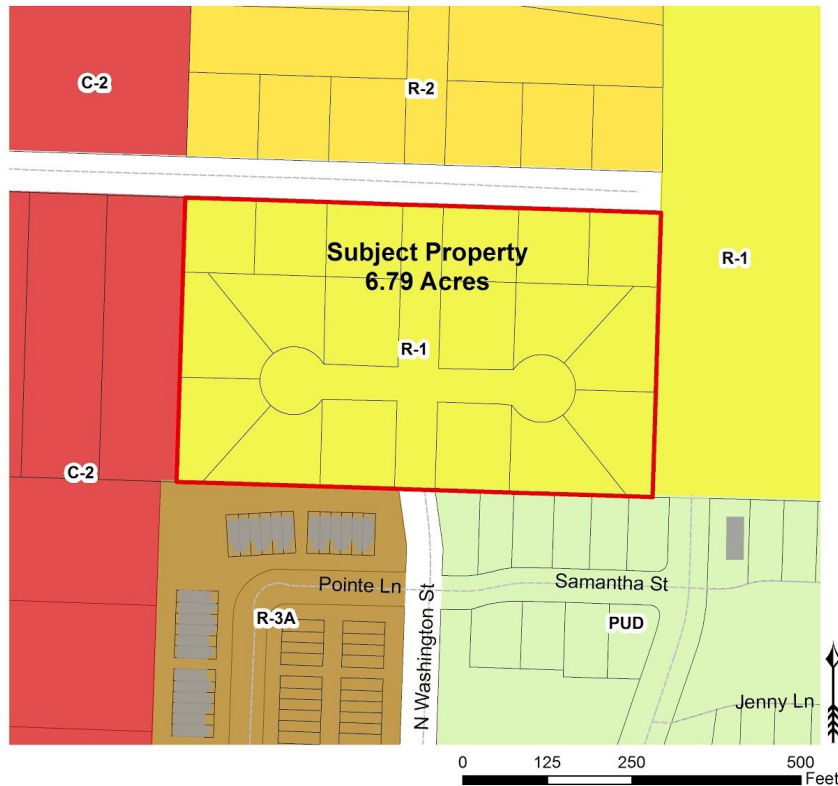 C-2
R-2
Subject Property
6.79 Acres
R-1
R-1
C-2
Pointe Ln
Samantha St
R-3A
PUD
N Washington St
Jenny Ln
0 125 250 500
Feet